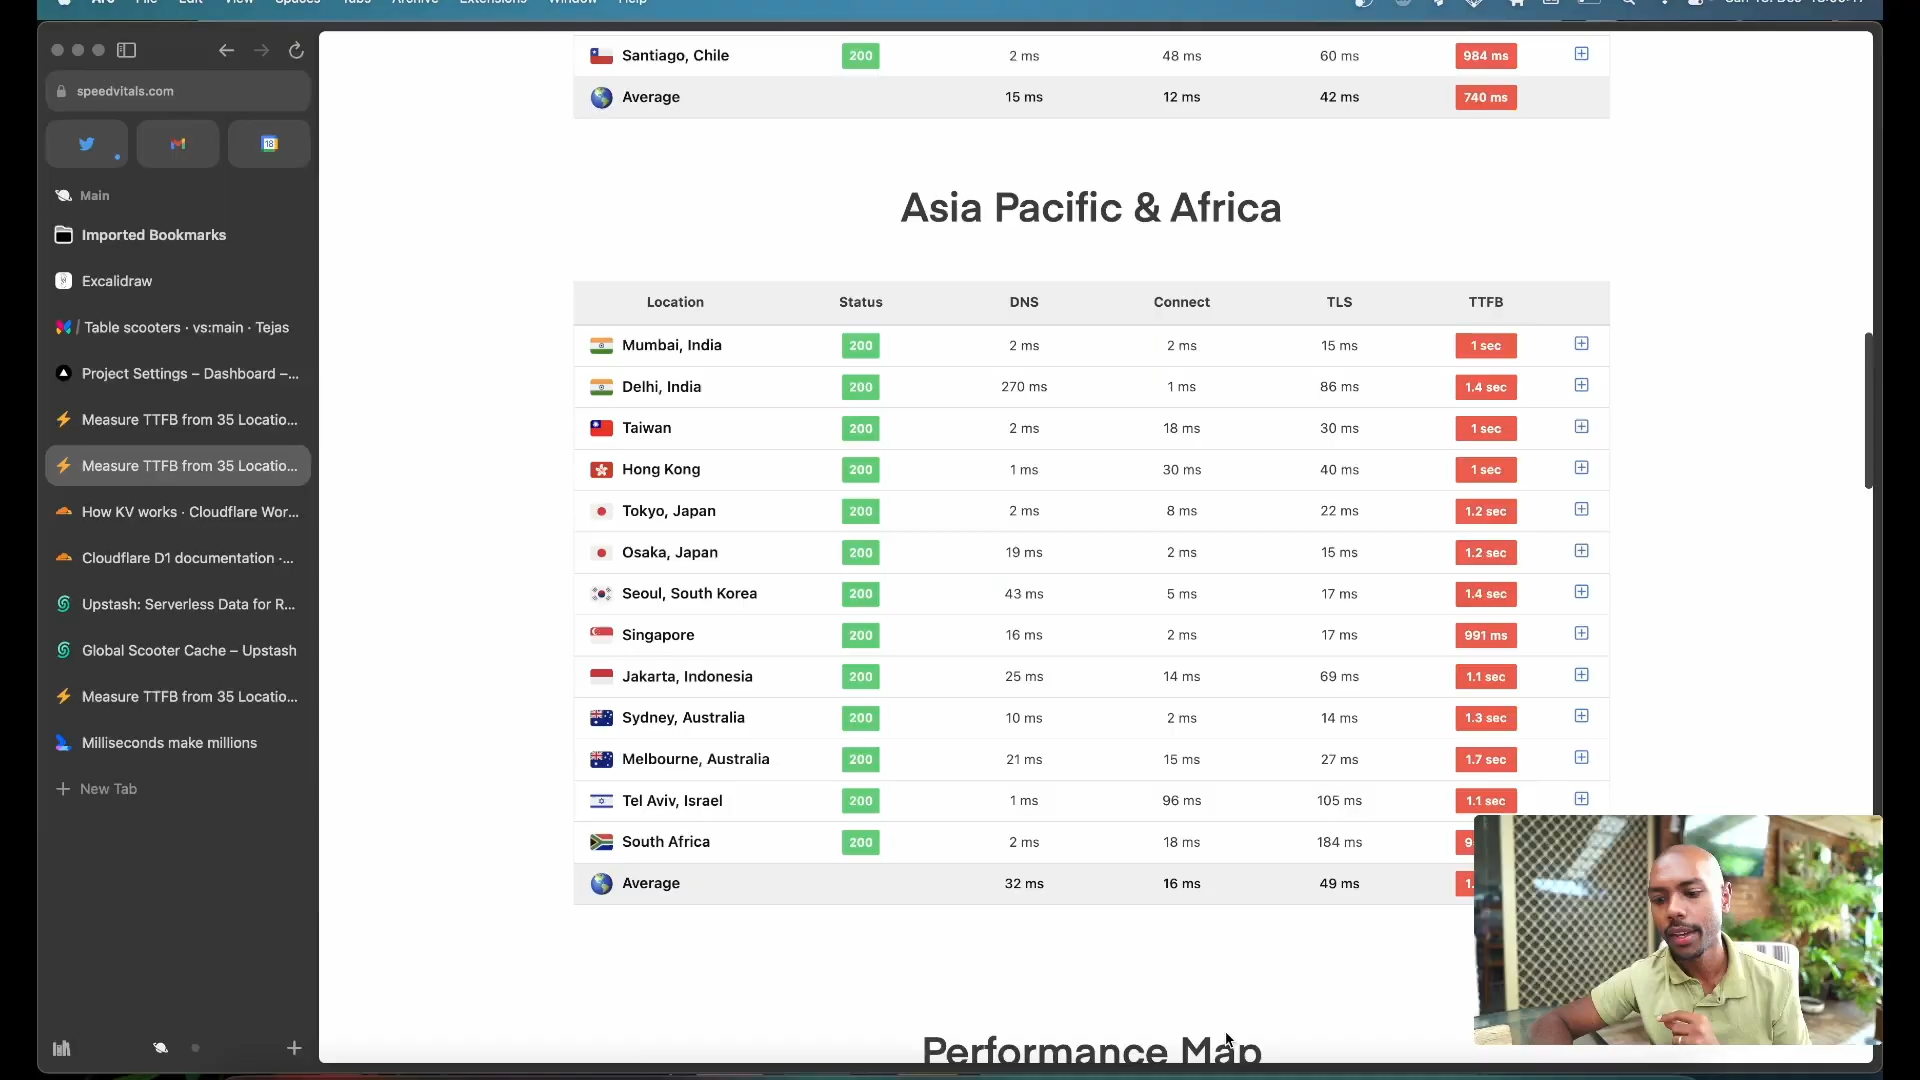 speedvitals.com
18
Main
Imported Bookmarks
Excalidraw
/ Table scooters · vs:main · Tejas
Project Settings – Dashboard –...
Measure TTFB from 35 Locatio...
Measure TTFB from 35 Locatio...
How KV works · Cloudflare Wor...
Cloudflare D1 documentation ·...
Upstash: Serverless Data for R...
Global Scooter Cache – Upstash
Measure TTFB from 35 Locatio...
Milliseconds make millions
New Tab
Santiago, Chile 200 2 ms 48 ms 60 ms 984 ms
Average 15 ms 12 ms 42 ms 740 ms
Asia Pacific & Africa
Location Status DNS Connect TLS TTFB
Mumbai, India 200 2 ms 2 ms 15 ms 1 sec
Delhi, India 200 270 ms 1 ms 86 ms 1.4 sec
Taiwan 200 2 ms 18 ms 30 ms 1 sec
Hong Kong 200 1 ms 30 ms 40 ms 1 sec
Tokyo, Japan 200 2 ms 8 ms 22 ms 1.2 sec
Osaka, Japan 200 19 ms 2 ms 15 ms 1.2 sec
Seoul, South Korea 200 43 ms 5 ms 17 ms 1.4 sec
Singapore 200 16 ms 2 ms 17 ms 991 ms
Jakarta, Indonesia 200 25 ms 14 ms 69 ms 1.1 sec
Sydney, Australia 200 10 ms 2 ms 14 ms 1.3 sec
Melbourne, Australia 200 21 ms 15 ms 27 ms 1.7 sec
Tel Aviv, Israel 200 1 ms 96 ms 105 ms 1.1 sec
South Africa 200 2 ms 18 ms 184 ms 9
Average 32 ms 16 ms 49 ms 1.
Performance Map